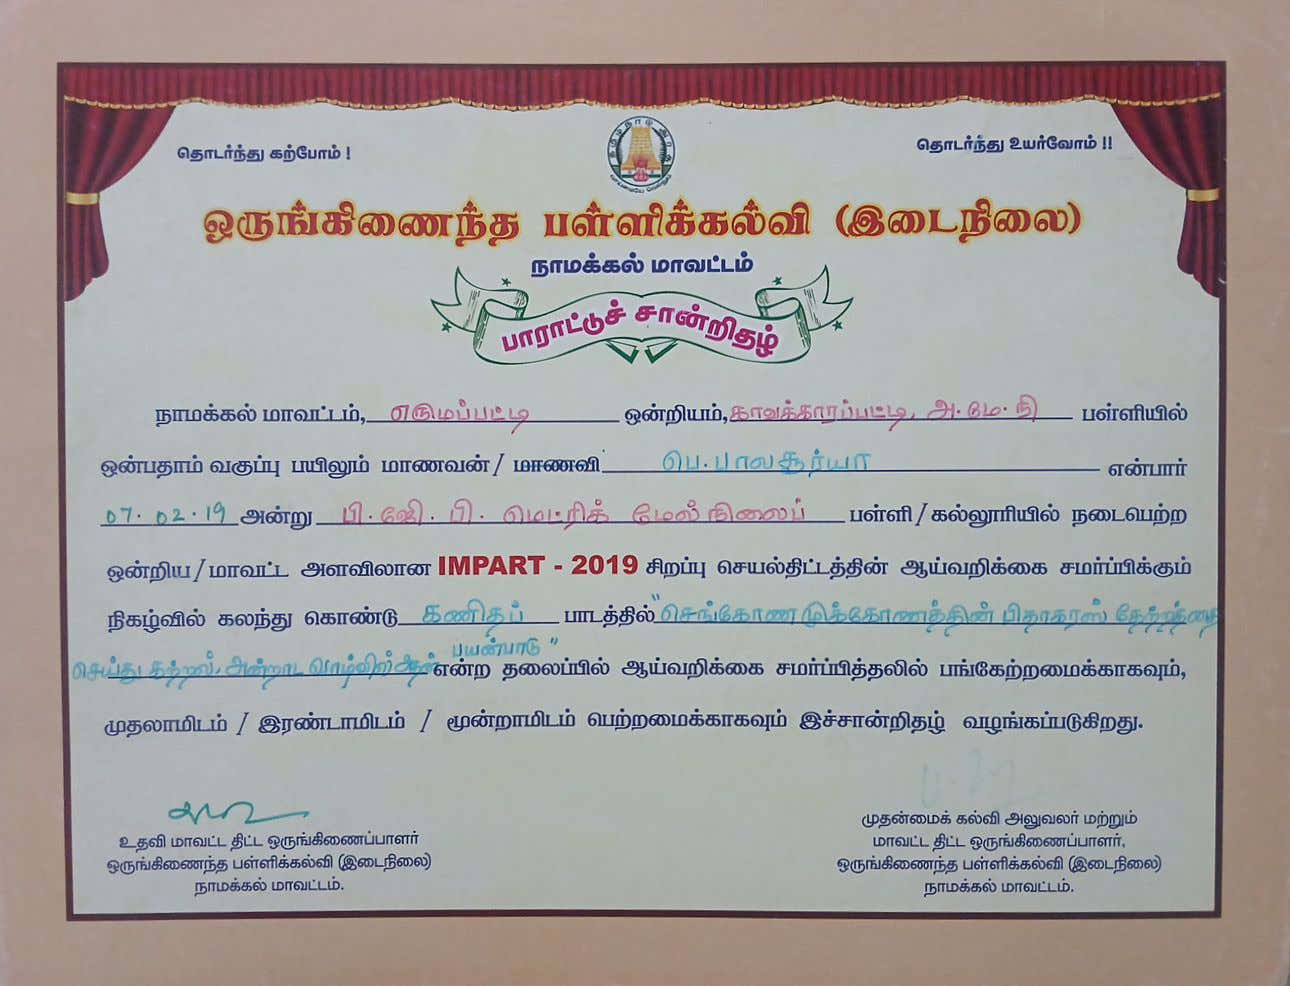 தொடர்ந்து கற்போம் !
தொடர்ந்து உயர்வோம் !!
தமிழ்நாடு அரசு
வாய்மையே வெல்லும்
ஒருங்கிணைந்த பள்ளிக்கல்வி (இடைநிலை)
நாமக்கல் மாவட்டம்
பாராட்டுச் சான்றிதழ்
நாமக்கல் மாவட்டம், எருமப்பட்டி ஒன்றியம், காவக்காரப்பட்டி, அ.மே.நி பள்ளியில்
ஒன்பதாம் வகுப்பு பயிலும் மாணவன் / மாணவி பெ.பாலசூர்யா என்பார்
07.02.19 அன்று பி.ஜி.பி. மெட்ரிக் மேல்நிலைப் பள்ளி / கல்லூரியில் நடைபெற்ற
ஒன்றிய / மாவட்ட அளவிலான IMPART - 2019 சிறப்பு செயல்திட்டத்தின் ஆய்வறிக்கை சமர்ப்பிக்கும்
நிகழ்வில் கலந்து கொண்டு கணிதப் பாடத்தில் "செங்கோண முக்கோணத்தின் பிதாகரஸ் தேற்றத்தை
செய்து கற்றல், அன்றாட வாழ்வில் அதன் பயன்பாடு" என்ற தலைப்பில் ஆய்வறிக்கை சமர்ப்பித்தலில் பங்கேற்றமைக்காகவும்,
முதலாமிடம் / இரண்டாமிடம் / மூன்றாமிடம் பெற்றமைக்காகவும் இச்சான்றிதழ் வழங்கப்படுகிறது.
உதவி மாவட்ட திட்ட ஒருங்கிணைப்பாளர்
ஒருங்கிணைந்த பள்ளிக்கல்வி (இடைநிலை)
நாமக்கல் மாவட்டம்.
முதன்மைக் கல்வி அலுவலர் மற்றும்
மாவட்ட திட்ட ஒருங்கிணைப்பாளர்,
ஒருங்கிணைந்த பள்ளிக்கல்வி (இடைநிலை)
நாமக்கல் மாவட்டம்.